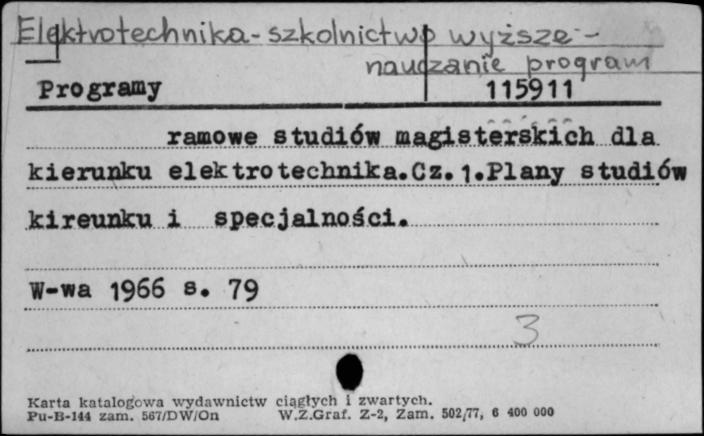 Elektrotechnika - szkolnictwo wyższe -
nauczanie program
Programy 115911
ramowe studiów magisterskich dla
kierunku elektrotechnika.Cz.1.Plany studiów
kireunku i specjalności.
W-wa 1966 s. 79
3
Karta katalogowa wydawnictw ciągłych i zwartych.
Pu-B-144 zam. 567/DW/On W.Z.Graf. Z-2, Zam. 502/77, 6 400 000